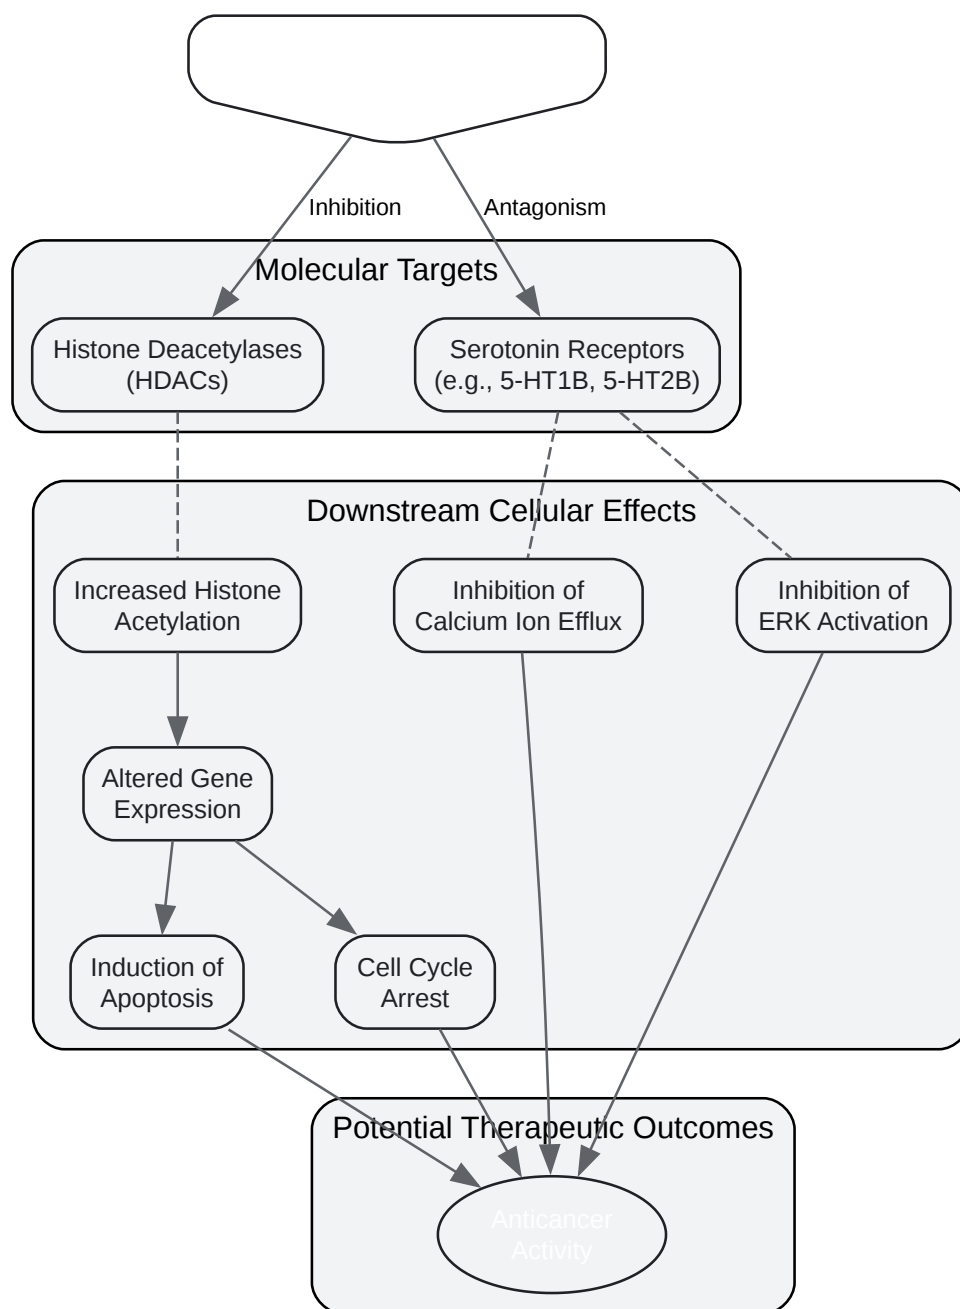 Inhibition
Antagonism
Molecular Targets
Histone Deacetylases
(HDACs)
Serotonin Receptors
(e.g., 5-HT1B, 5-HT2B)
Downstream Cellular Effects
Increased Histone
Acetylation
Inhibition of
Calcium Ion Efflux
Inhibition of
ERK Activation
Altered Gene
Expression
Induction of
Apoptosis
Cell Cycle
Arrest
Potential Therapeutic Outcomes
Anticancer
Activity